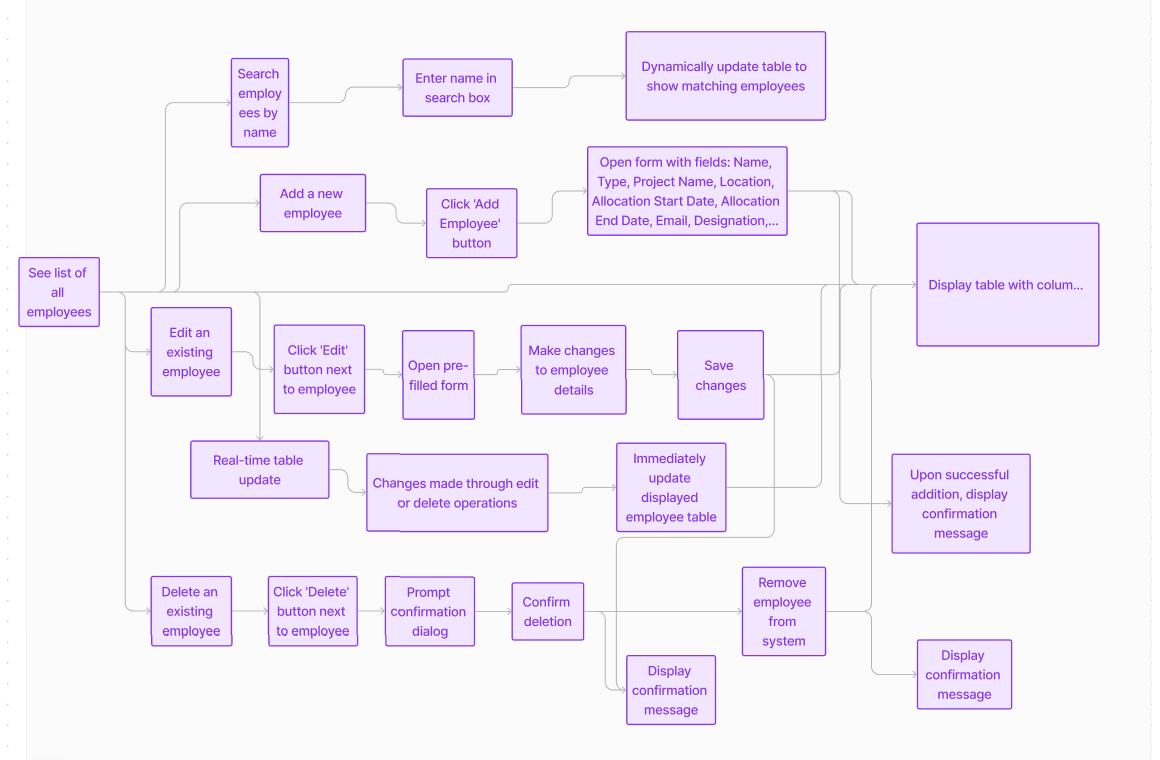 Search
employ
ees by
name
Enter name in
search box
Dynamically update table to
show matching employees
Add a new
employee
Click 'Add
Employee'
button
Open form with fields: Name,
Type, Project Name, Location,
Allocation Start Date, Allocation
End Date, Email, Designation,...
See list of
all
employees
Display table with colum...
Edit an
existing
employee
Click 'Edit'
button next
to employee
Open pre-
filled form
Make changes
to employee
details
Save
changes
Real-time table
update
Changes made through edit
or delete operations
Immediately
update
displayed
employee table
Upon successful
addition, display
confirmation
message
Delete an
existing
employee
Click 'Delete'
button next
to employee
Prompt
confirmation
dialog
Confirm
deletion
Remove
employee
from
system
Display
confirmation
message
Display
confirmation
message